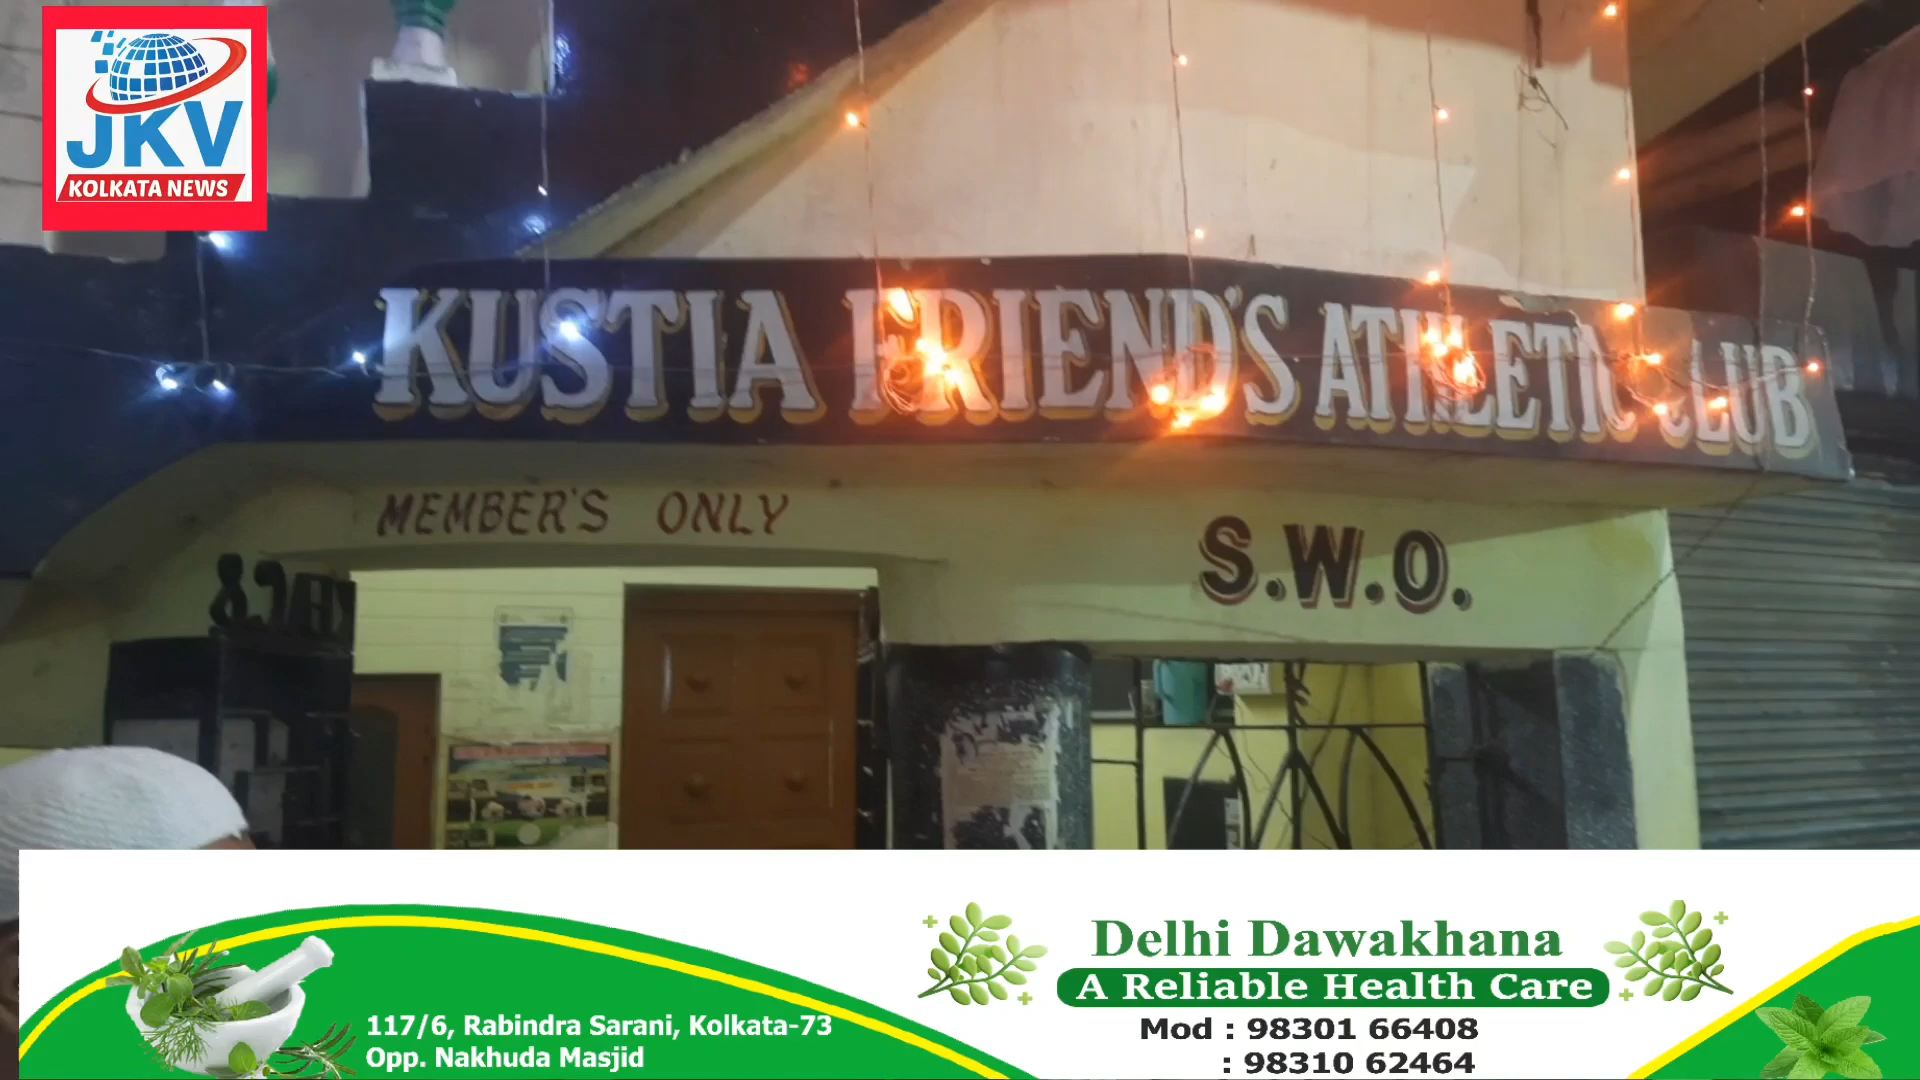 JKV
KOLKATA NEWS
KUSTIA FRIEND'S ATHLETIC CLUB
MEMBER'S ONLY
S.W.O.
Delhi Dawakhana
A Reliable Health Care
117/6, Rabindra Sarani, Kolkata-73
Opp. Nakhuda Masjid
Mod : 98301 66408
: 98310 62464